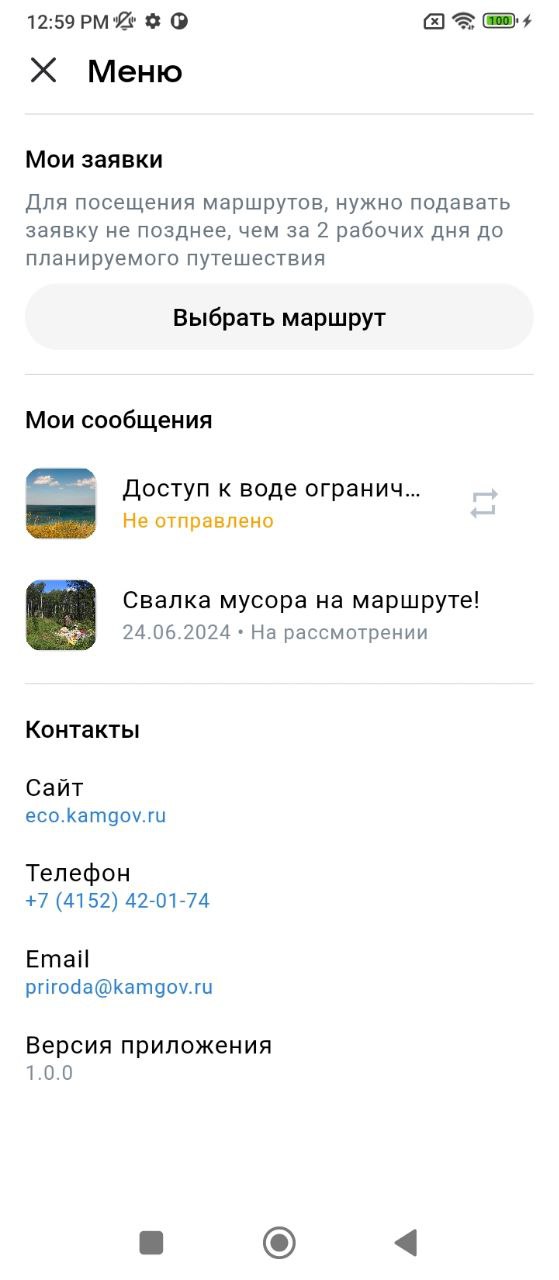 12:59 PM
100
Меню
Мои заявки
Для посещения маршрутов, нужно подавать
заявку не позднее, чем за 2 рабочих дня до
планируемого путешествия
Выбрать маршрут
Мои сообщения
Доступ к воде огранич...
Не отправлено
Свалка мусора на маршруте!
24.06.2024 • На рассмотрении
Контакты
Сайт
eco.kamgov.ru
Телефон
+7 (4152) 42-01-74
Email
priroda@kamgov.ru
Версия приложения
1.0.0